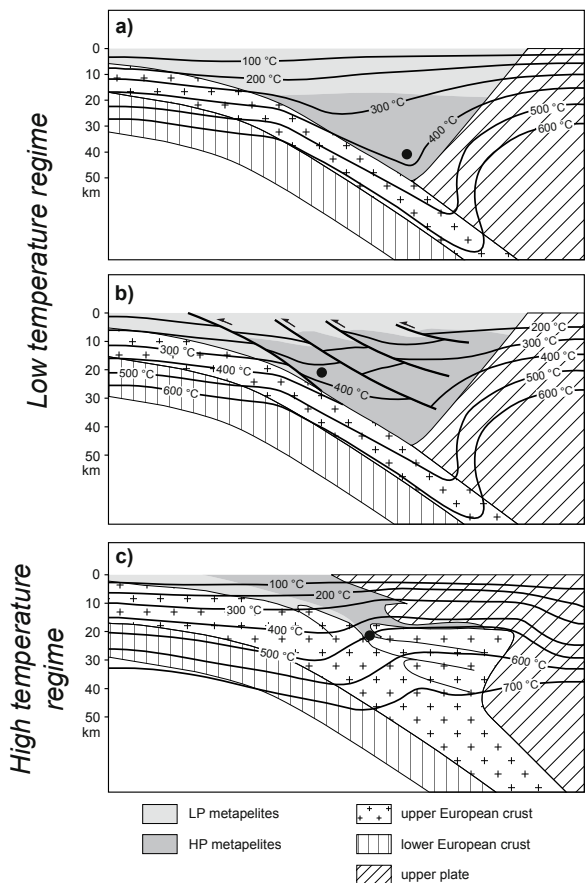 Low temperature regime
High temperature
regime
a)
0
10
20
30
40
50
km
100 °C
200 °C
300 °C
400 °C
500 °C
600 °C
b)
0
10
20
30
40
50
km
300 °C
400 °C
500 °C
600 °C
400 °C
200 °C
300 °C
400 °C
500 °C
600 °C
c)
0
10
20
30
40
50
km
100 °C
200 °C
300 °C
400 °C
500 °C
600 °C
700 °C
LP metapelites
HP metapelites
upper European crust
lower European crust
upper plate